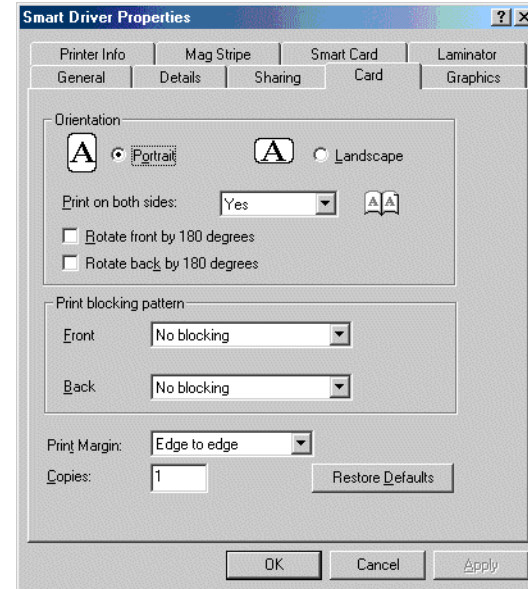 Smart Driver Properties
Printer Info Mag Stripe Smart Card Laminator
General Details Sharing Card Graphics
Orientation
A Portrait A Landscape
Print on both sides: Yes A A
Rotate front by 180 degrees
Rotate back by 180 degrees
Print blocking pattern
Front No blocking
Back No blocking
Print Margin: Edge to edge
Copies: 1 Restore Defaults
OK Cancel Apply